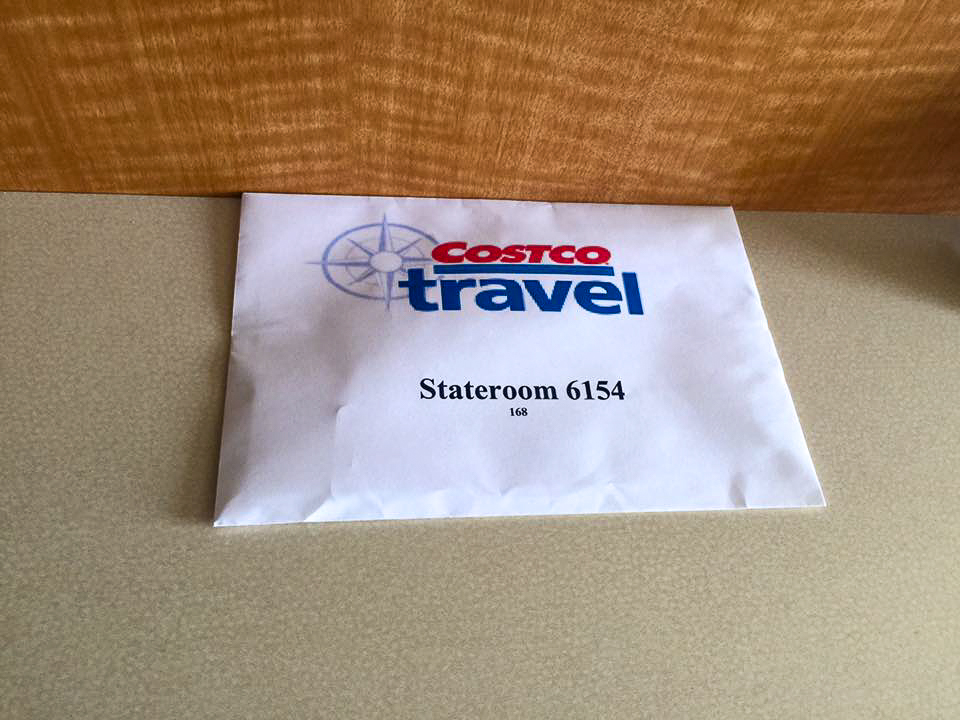 COSTCO
travel
Stateroom 6154
168